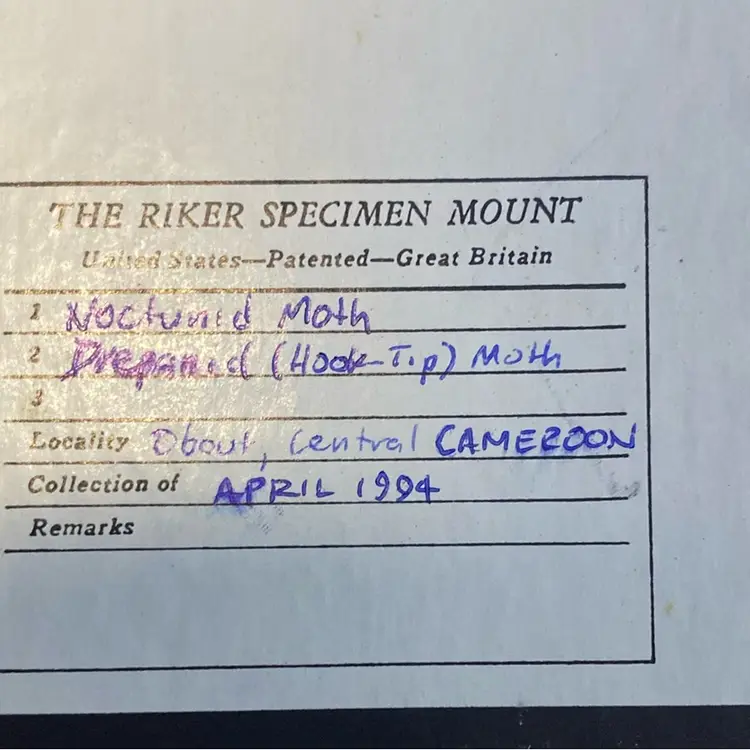 THE RIKER SPECIMEN MOUNT
United States—Patented—Great Britain
1 Noctuid Moth
2 Drepanid (Hook-Tip) Moth
3
Locality Obout, Central CAMEROON
Collection of APRIL 1994
Remarks